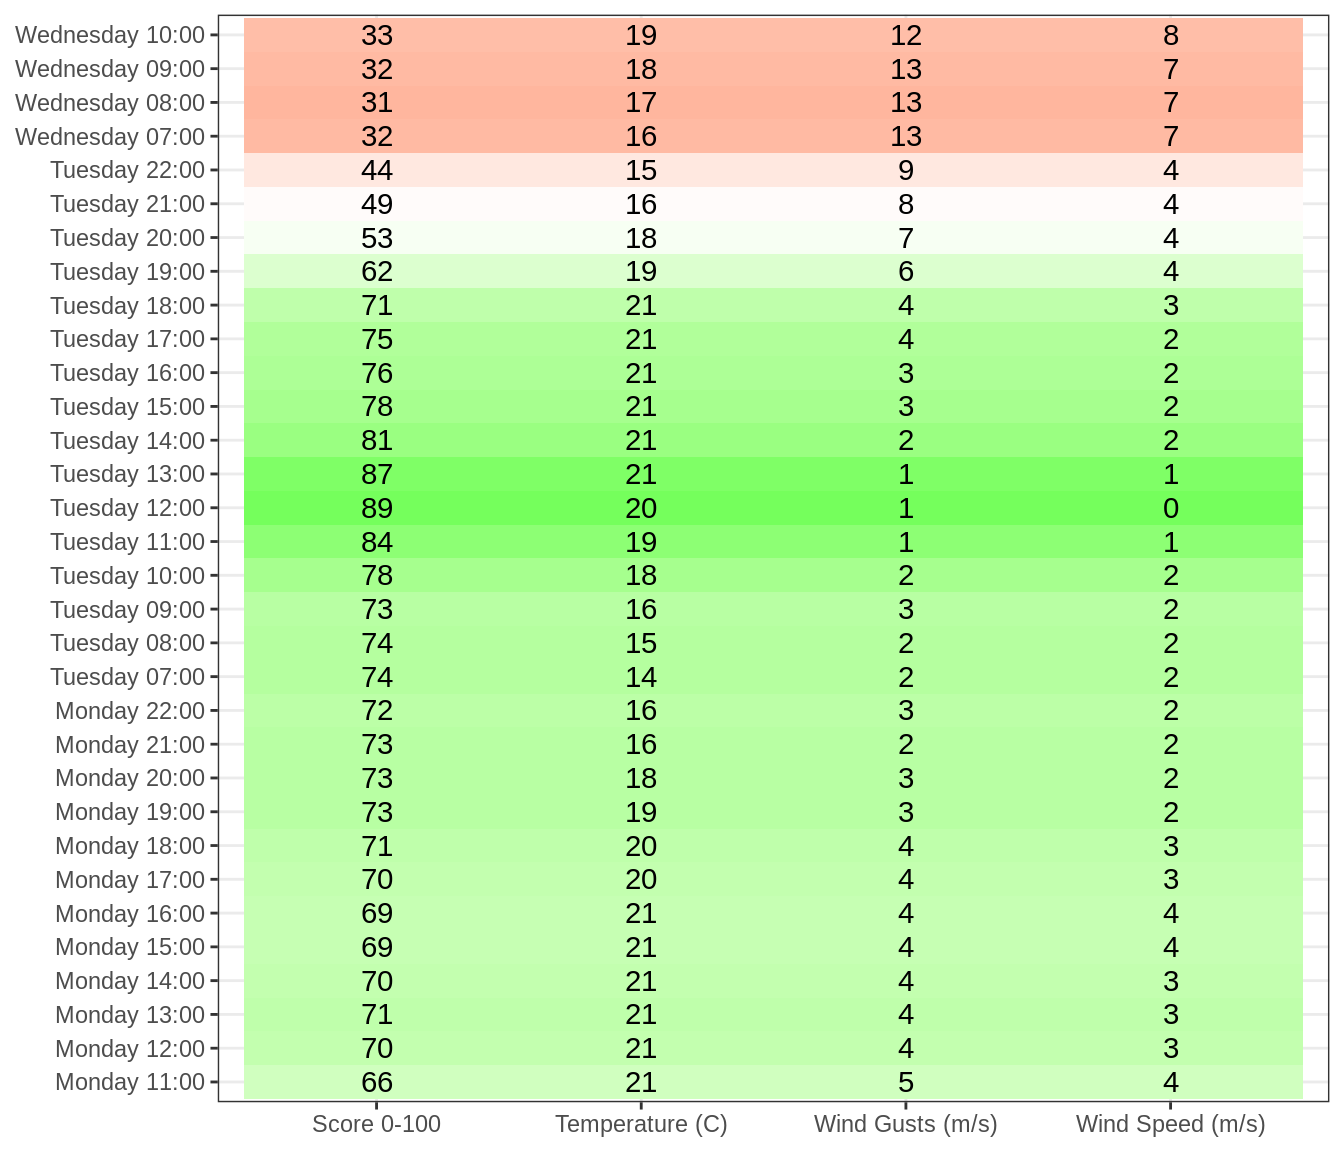 Wednesday 10:00 33 19 12 8
Wednesday 09:00 32 18 13 7
Wednesday 08:00 31 17 13 7
Wednesday 07:00 32 16 13 7
Tuesday 22:00 44 15 9 4
Tuesday 21:00 49 16 8 4
Tuesday 20:00 53 18 7 4
Tuesday 19:00 62 19 6 4
Tuesday 18:00 71 21 4 3
Tuesday 17:00 75 21 4 2
Tuesday 16:00 76 21 3 2
Tuesday 15:00 78 21 3 2
Tuesday 14:00 81 21 2 2
Tuesday 13:00 87 21 1 1
Tuesday 12:00 89 20 1 0
Tuesday 11:00 84 19 1 1
Tuesday 10:00 78 18 2 2
Tuesday 09:00 73 16 3 2
Tuesday 08:00 74 15 2 2
Tuesday 07:00 74 14 2 2
Monday 22:00 72 16 3 2
Monday 21:00 73 16 2 2
Monday 20:00 73 18 3 2
Monday 19:00 73 19 3 2
Monday 18:00 71 20 4 3
Monday 17:00 70 20 4 3
Monday 16:00 69 21 4 4
Monday 15:00 69 21 4 4
Monday 14:00 70 21 4 3
Monday 13:00 71 21 4 3
Monday 12:00 70 21 4 3
Monday 11:00 66 21 5 4
Score 0-100 Temperature (C) Wind Gusts (m/s) Wind Speed (m/s)